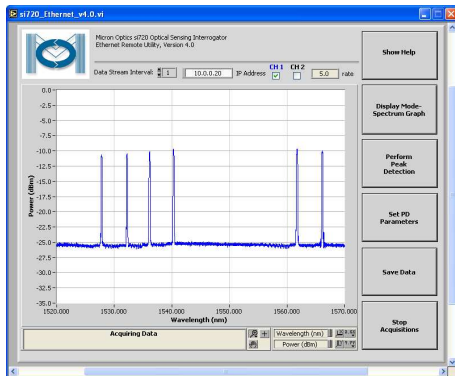 si720_Ethernet_v4.0.vi
Micron Optics si720 Optical Sensing Interrogator
Ethernet Remote Utility, Version 4.0
CH 1 CH 2
Data Stream Interval: 1 10.0.0.20 IP Address 5.0 rate
Show Help
Display Mode-
Spectrum Graph
Perform
Peak
Detection
Set PD
Parameters
Save Data
Stop
Acquisitions
Power (dBm)
0.0
-2.5
-5.0
-7.5
-10.0
-12.5
-15.0
-17.5
-20.0
-22.5
-25.0
-27.5
-30.0
-32.5
-35.0
1520.000 1530.000 1540.000 1550.000 1560.000 1570.000
Wavelength (nm)
Acquiring Data
Wavelength (nm)
Power (dBm)